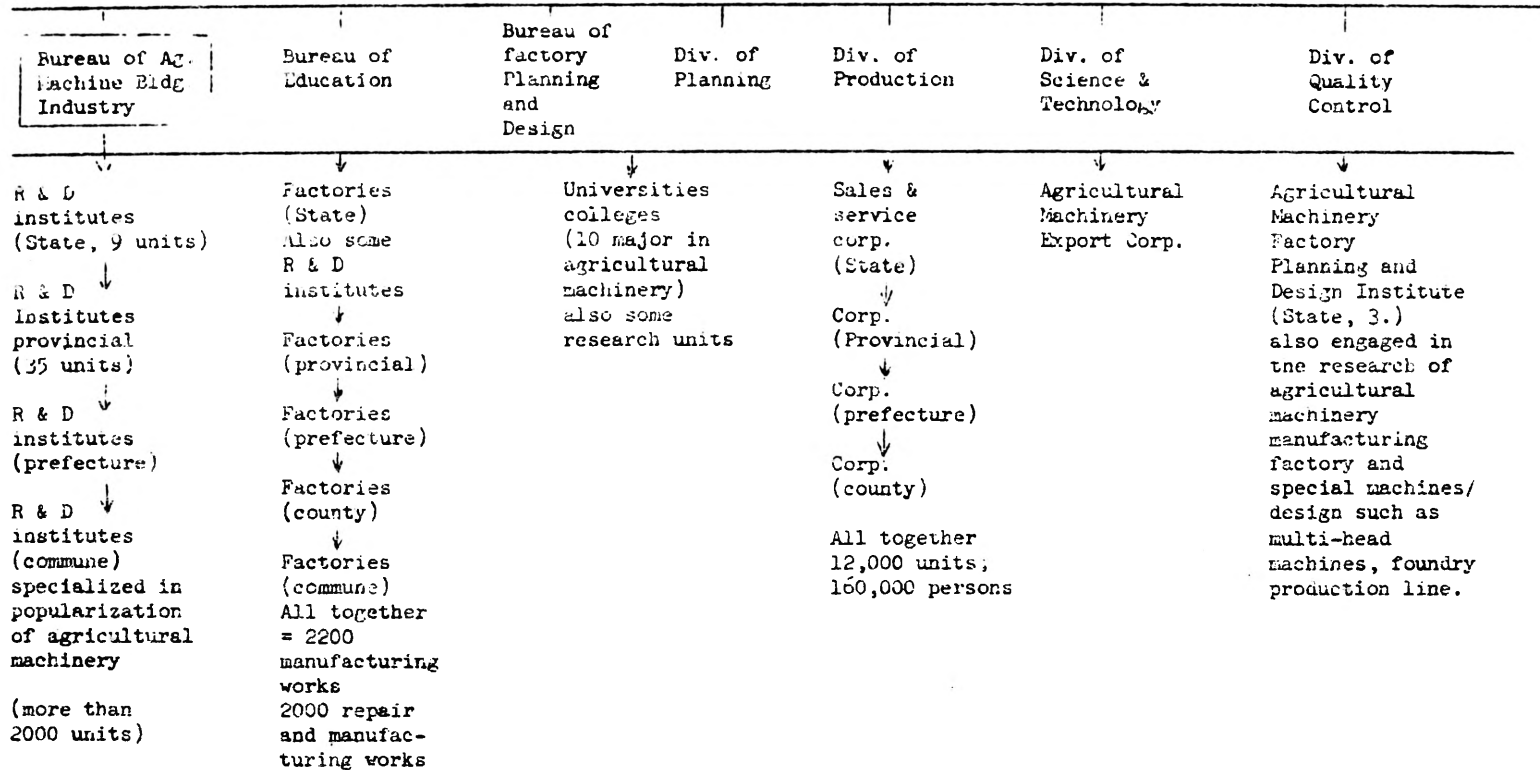 Bureau of Ag.
Machine Bldg
Industry
Bureau of
Education
Bureau of
factory
Planning
and
Design
Div. of
Planning
Div. of
Production
Div. of
Science &
Technology
Div. of
Quality
Control
R & D
institutes
(State, 9 units)
R & D
Institutes
provincial
(35 units)
R & D
institutes
(prefecture)
R & D
institutes
(commune)
specialized in
popularization
of agricultural
machinery
(more than
2000 units)
Factories
(State)
Also some
R & D
institutes
Factories
(provincial)
Factories
(prefecture)
Factories
(county)
Factories
(commune)
All together
= 2200
manufacturing
works
2000 repair
and manufac-
turing works
Universities
colleges
(10 major in
agricultural
machinery)
also some
research units
Sales &
service
corp.
(State)
Corp.
(Provincial)
Corp.
(prefecture)
Corp.
(county)
All together
12,000 units,
160,000 persons
Agricultural
Machinery
Export Corp.
Agricultural
Machinery
Factory
Planning and
Design Institute
(State, 3.)
also engaged in
the research of
agricultural
machinery
manufacturing
factory and
special machines/
design such as
multi-head
machines, foundry
production line.